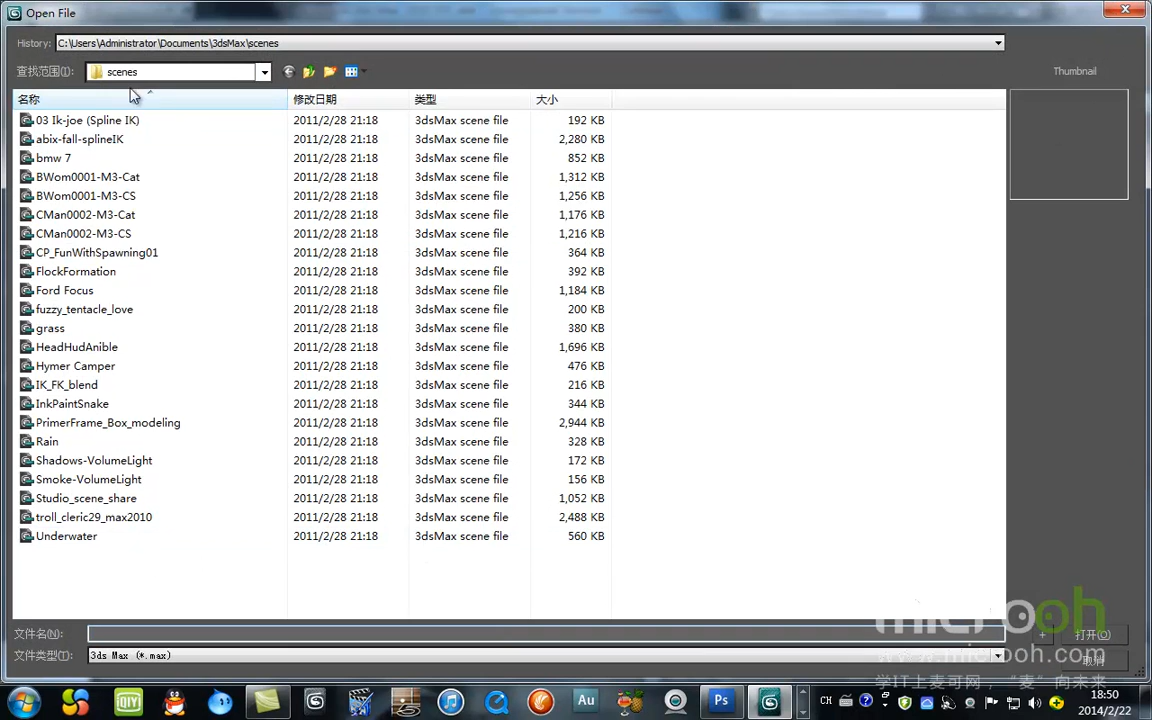 Open File
History: C:\Users\Administrator\Documents\3dsMax\scenes
查找范围(I): scenes
Thumbnail
名称 修改日期 类型 大小
03 Ik-joe (Spline IK) 2011/2/28 21:18 3dsMax scene file 192 KB
abix-fall-splineIK 2011/2/28 21:18 3dsMax scene file 2,280 KB
bmw 7 2011/2/28 21:18 3dsMax scene file 852 KB
BWom0001-M3-Cat 2011/2/28 21:18 3dsMax scene file 1,312 KB
BWom0001-M3-CS 2011/2/28 21:18 3dsMax scene file 1,256 KB
CMan0002-M3-Cat 2011/2/28 21:18 3dsMax scene file 1,176 KB
CMan0002-M3-CS 2011/2/28 21:18 3dsMax scene file 1,216 KB
CP_FunWithSpawning01 2011/2/28 21:18 3dsMax scene file 364 KB
FlockFormation 2011/2/28 21:18 3dsMax scene file 392 KB
Ford Focus 2011/2/28 21:18 3dsMax scene file 1,184 KB
fuzzy_tentacle_love 2011/2/28 21:18 3dsMax scene file 200 KB
grass 2011/2/28 21:18 3dsMax scene file 380 KB
HeadHudAnible 2011/2/28 21:18 3dsMax scene file 1,696 KB
Hymer Camper 2011/2/28 21:18 3dsMax scene file 476 KB
IK_FK_blend 2011/2/28 21:18 3dsMax scene file 216 KB
InkPaintSnake 2011/2/28 21:18 3dsMax scene file 344 KB
PrimerFrame_Box_modeling 2011/2/28 21:18 3dsMax scene file 2,944 KB
Rain 2011/2/28 21:18 3dsMax scene file 328 KB
Shadows-VolumeLight 2011/2/28 21:18 3dsMax scene file 172 KB
Smoke-VolumeLight 2011/2/28 21:18 3dsMax scene file 156 KB
Studio_scene_share 2011/2/28 21:18 3dsMax scene file 1,052 KB
troll_cleric29_max2010 2011/2/28 21:18 3dsMax scene file 2,488 KB
Underwater 2011/2/28 21:18 3dsMax scene file 560 KB
microoh
文件名(N): + 打开(O)
文件类型(T): 3ds Max (*.max) 取消
www.microoh.com
学IT上麦可网，“麦”向未来
QIY Au Ps CH 18:50
2014/2/22